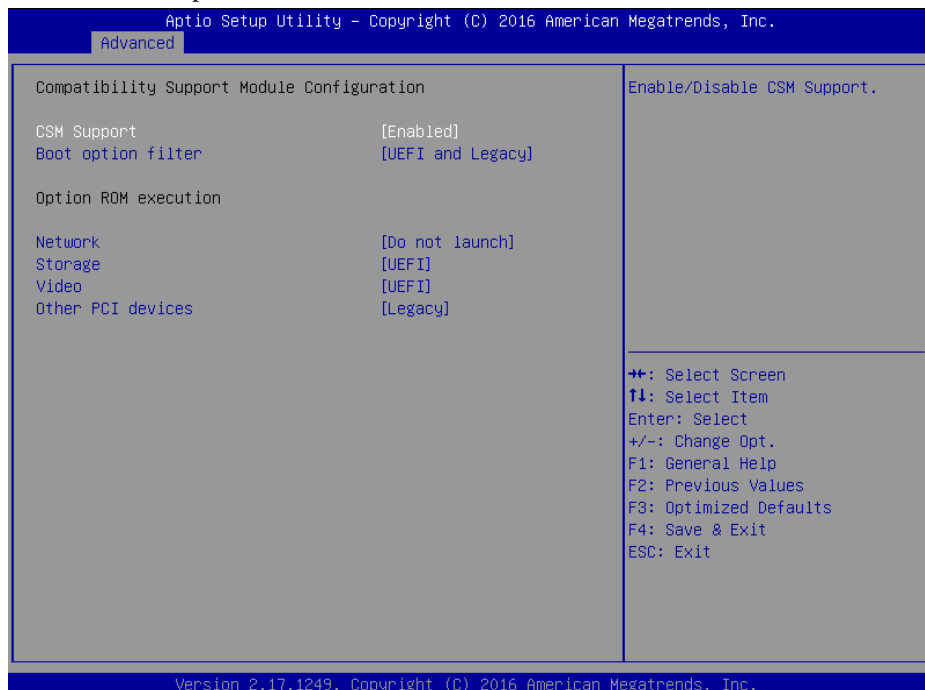 Aptio Setup Utility – Copyright (C) 2016 American Megatrends, Inc.
Advanced
Compatibility Support Module Configuration
CSM Support [Enabled]
Boot option filter [UEFI and Legacy]
Option ROM execution
Network [Do not launch]
Storage [UEFI]
Video [UEFI]
Other PCI devices [Legacy]
Enable/Disable CSM Support.
→←: Select Screen
↑↓: Select Item
Enter: Select
+/-: Change Opt.
F1: General Help
F2: Previous Values
F3: Optimized Defaults
F4: Save & Exit
ESC: Exit
Version 2.17.1249. Copyright (C) 2016 American Megatrends, Inc.